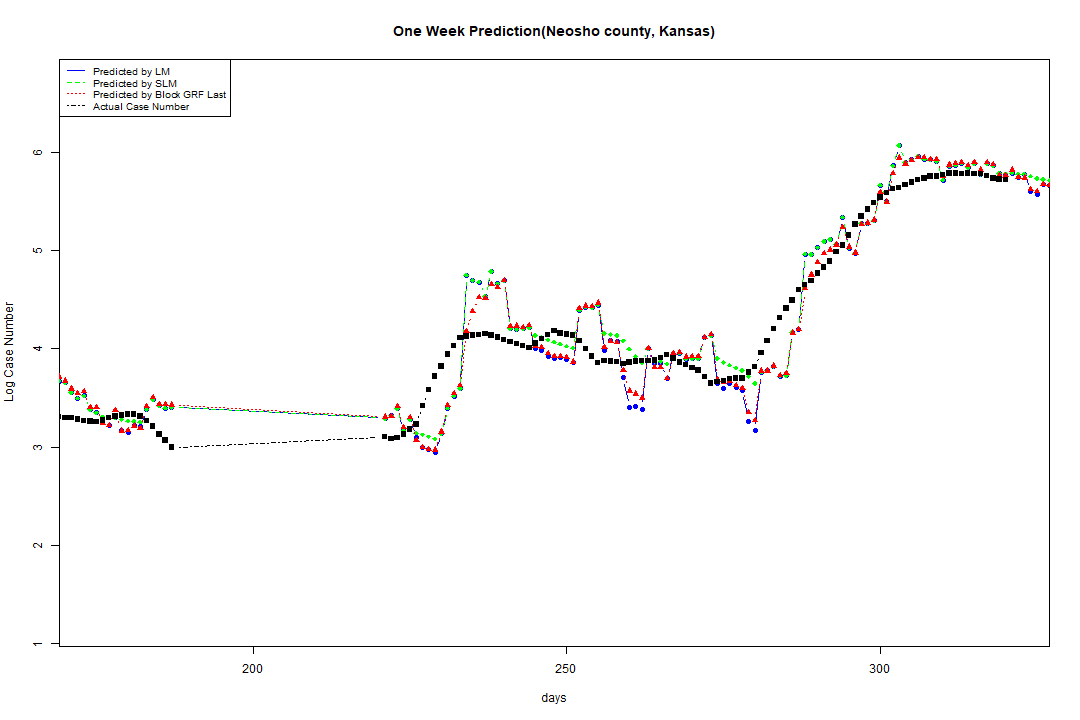 One Week Prediction(Neosho county, Kansas)
Predicted by LM
Predicted by SLM
Predicted by Block GRF Last
Actual Case Number
Log Case Number
6
5
4
3
2
1
200 250 300
days